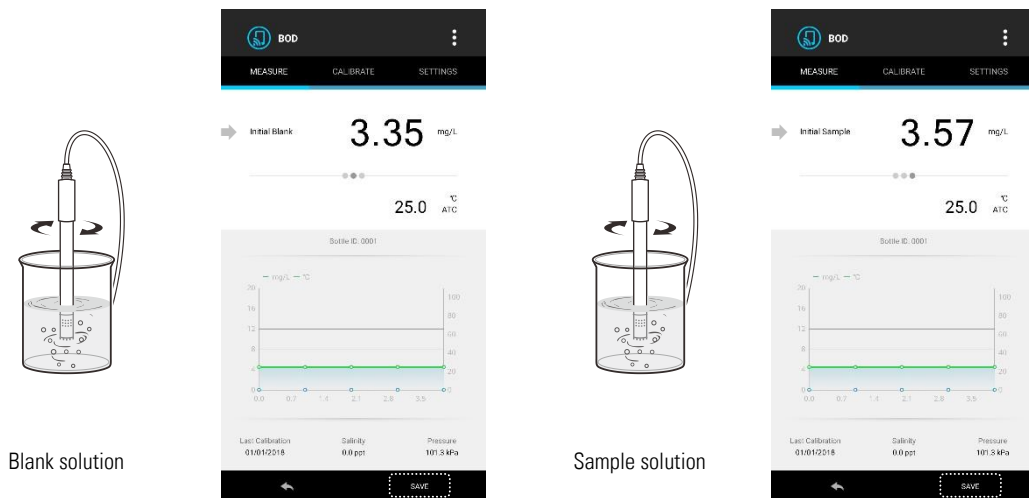 BOD
MEASURE CALIBRATE SETTINGS
Initial Blank 3.35 mg/L
℃
25.0 ATC
Bottle ID: 0001
mg/L ℃
20
100
16
80
12
60
8
40
4
20
0 0
0.0 0.7 1.4 2.1 2.8 3.5
Last Calibration Salinity Pressure
01/01/2018 0.0 ppt 101.3 kPa
SAVE
Blank solution
BOD
MEASURE CALIBRATE SETTINGS
Initial Sample 3.57 mg/L
℃
25.0 ATC
Bottle ID: 0001
mg/L ℃
20
100
16
80
12
60
8
40
4
20
0 0
0.0 0.7 1.4 2.1 2.8 3.5
Last Calibration Salinity Pressure
01/01/2018 0.0 ppt 101.3 kPa
SAVE
Sample solution